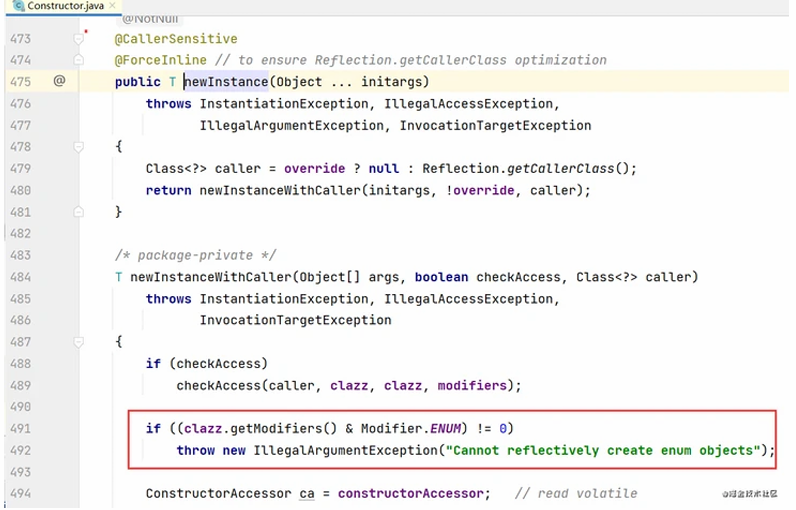 Constructor.java ×
@NotNull
473 @CallerSensitive
474 @ForceInline // to ensure Reflection.getCallerClass optimization
475 @ public T newInstance(Object ... initargs)
476 throws InstantiationException, IllegalAccessException,
477 IllegalArgumentException, InvocationTargetException
478 {
479 Class<?> caller = override ? null : Reflection.getCallerClass();
480 return newInstanceWithCaller(initargs, !override, caller);
481 }
482
483 /* package-private */
484 T newInstanceWithCaller(Object[] args, boolean checkAccess, Class<?> caller)
485 throws InstantiationException, IllegalAccessException,
486 InvocationTargetException
487 {
488 if (checkAccess)
489 checkAccess(caller, clazz, clazz, modifiers);
490
491 if ((clazz.getModifiers() & Modifier.ENUM) != 0)
492 throw new IllegalArgumentException("Cannot reflectively create enum objects");
493
494 ConstructorAccessor ca = constructorAccessor; // read volatile
@掘金技术社区